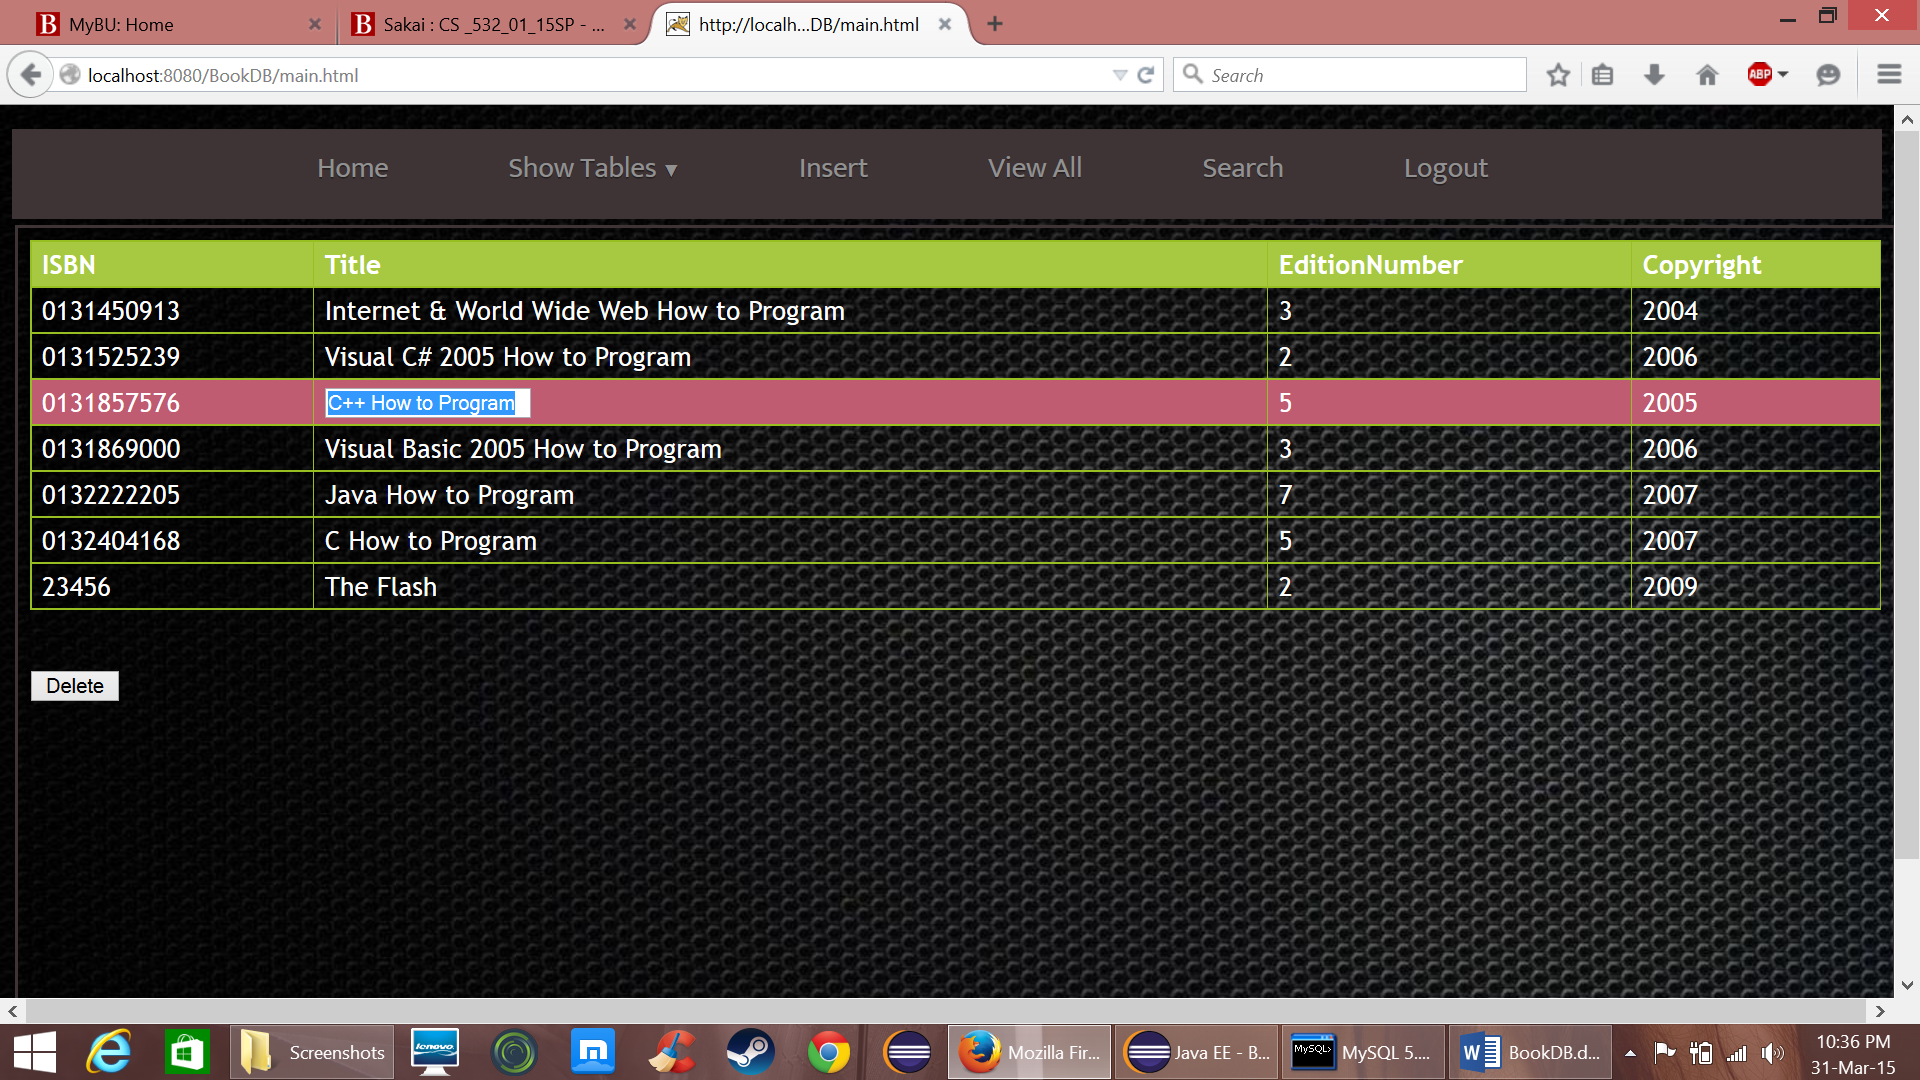 MyBU: Home
Sakai : CS _532_01_15SP - ...
http://localh...DB/main.html
localhost:8080/BookDB/main.html
Search
ABP
Home Show Tables ▾ Insert View All Search Logout
ISBN Title EditionNumber Copyright
0131450913 Internet & World Wide Web How to Program 3 2004
0131525239 Visual C# 2005 How to Program 2 2006
0131857576 C++ How to Program 5 2005
0131869000 Visual Basic 2005 How to Program 3 2006
0132222205 Java How to Program 7 2007
0132404168 C How to Program 5 2007
23456 The Flash 2 2009
Delete
Screenshots
lenovo
Mozilla Fir...
Java EE - B...
MySQL>
MySQL 5....
BookDB.d...
10:36 PM
31-Mar-15